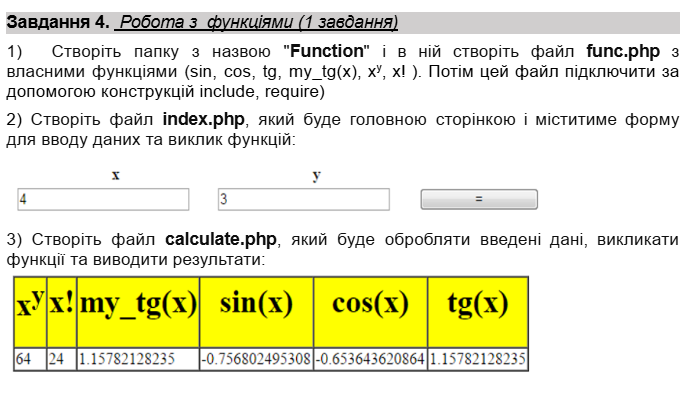 Завдання 4. Робота з функціями (1 завдання)
1) Створіть папку з назвою "Function" і в ній створіть файл func.php з
власними функціями (sin, cos, tg, my_tg(x), xʸ, x! ). Потім цей файл підключити за
допомогою конструкцій include, require)
2) Створіть файл index.php, який буде головною сторінкою і міститиме форму
для вводу даних та виклик функцій:
x y
4 3 =
3) Створіть файл calculate.php, який буде обробляти введені дані, викликати
функції та виводити результати:
xʸ x! my_tg(x) sin(x) cos(x) tg(x)
64 24 1.15782128235 -0.756802495308 -0.653643620864 1.15782128235